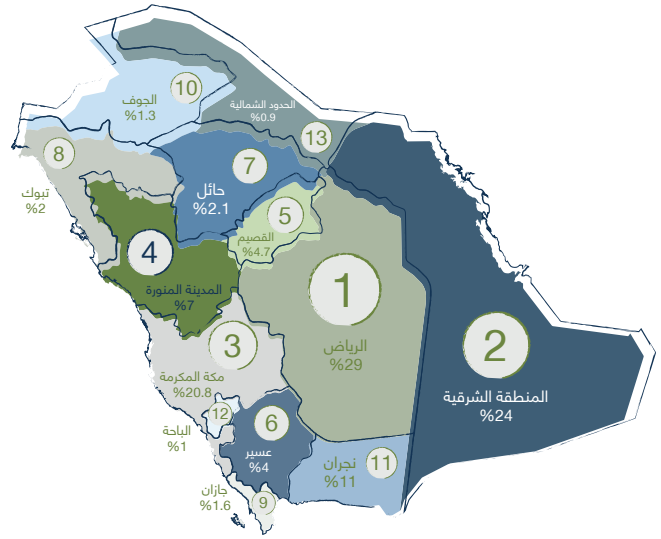 10
الجوف
%1.3
الحدود الشمالية
%0.9
13
8
تبوك
%2
7
حائل
%2.1
5
القصيم
%4.7
4
المدينة المنورة
%7
1
الرياض
%29
2
المنطقة الشرقية
%24
3
مكة المكرمة
%20.8
12
الباحة
%1
6
عسير
%4
11
نجران
%11
9
جازان
%1.6